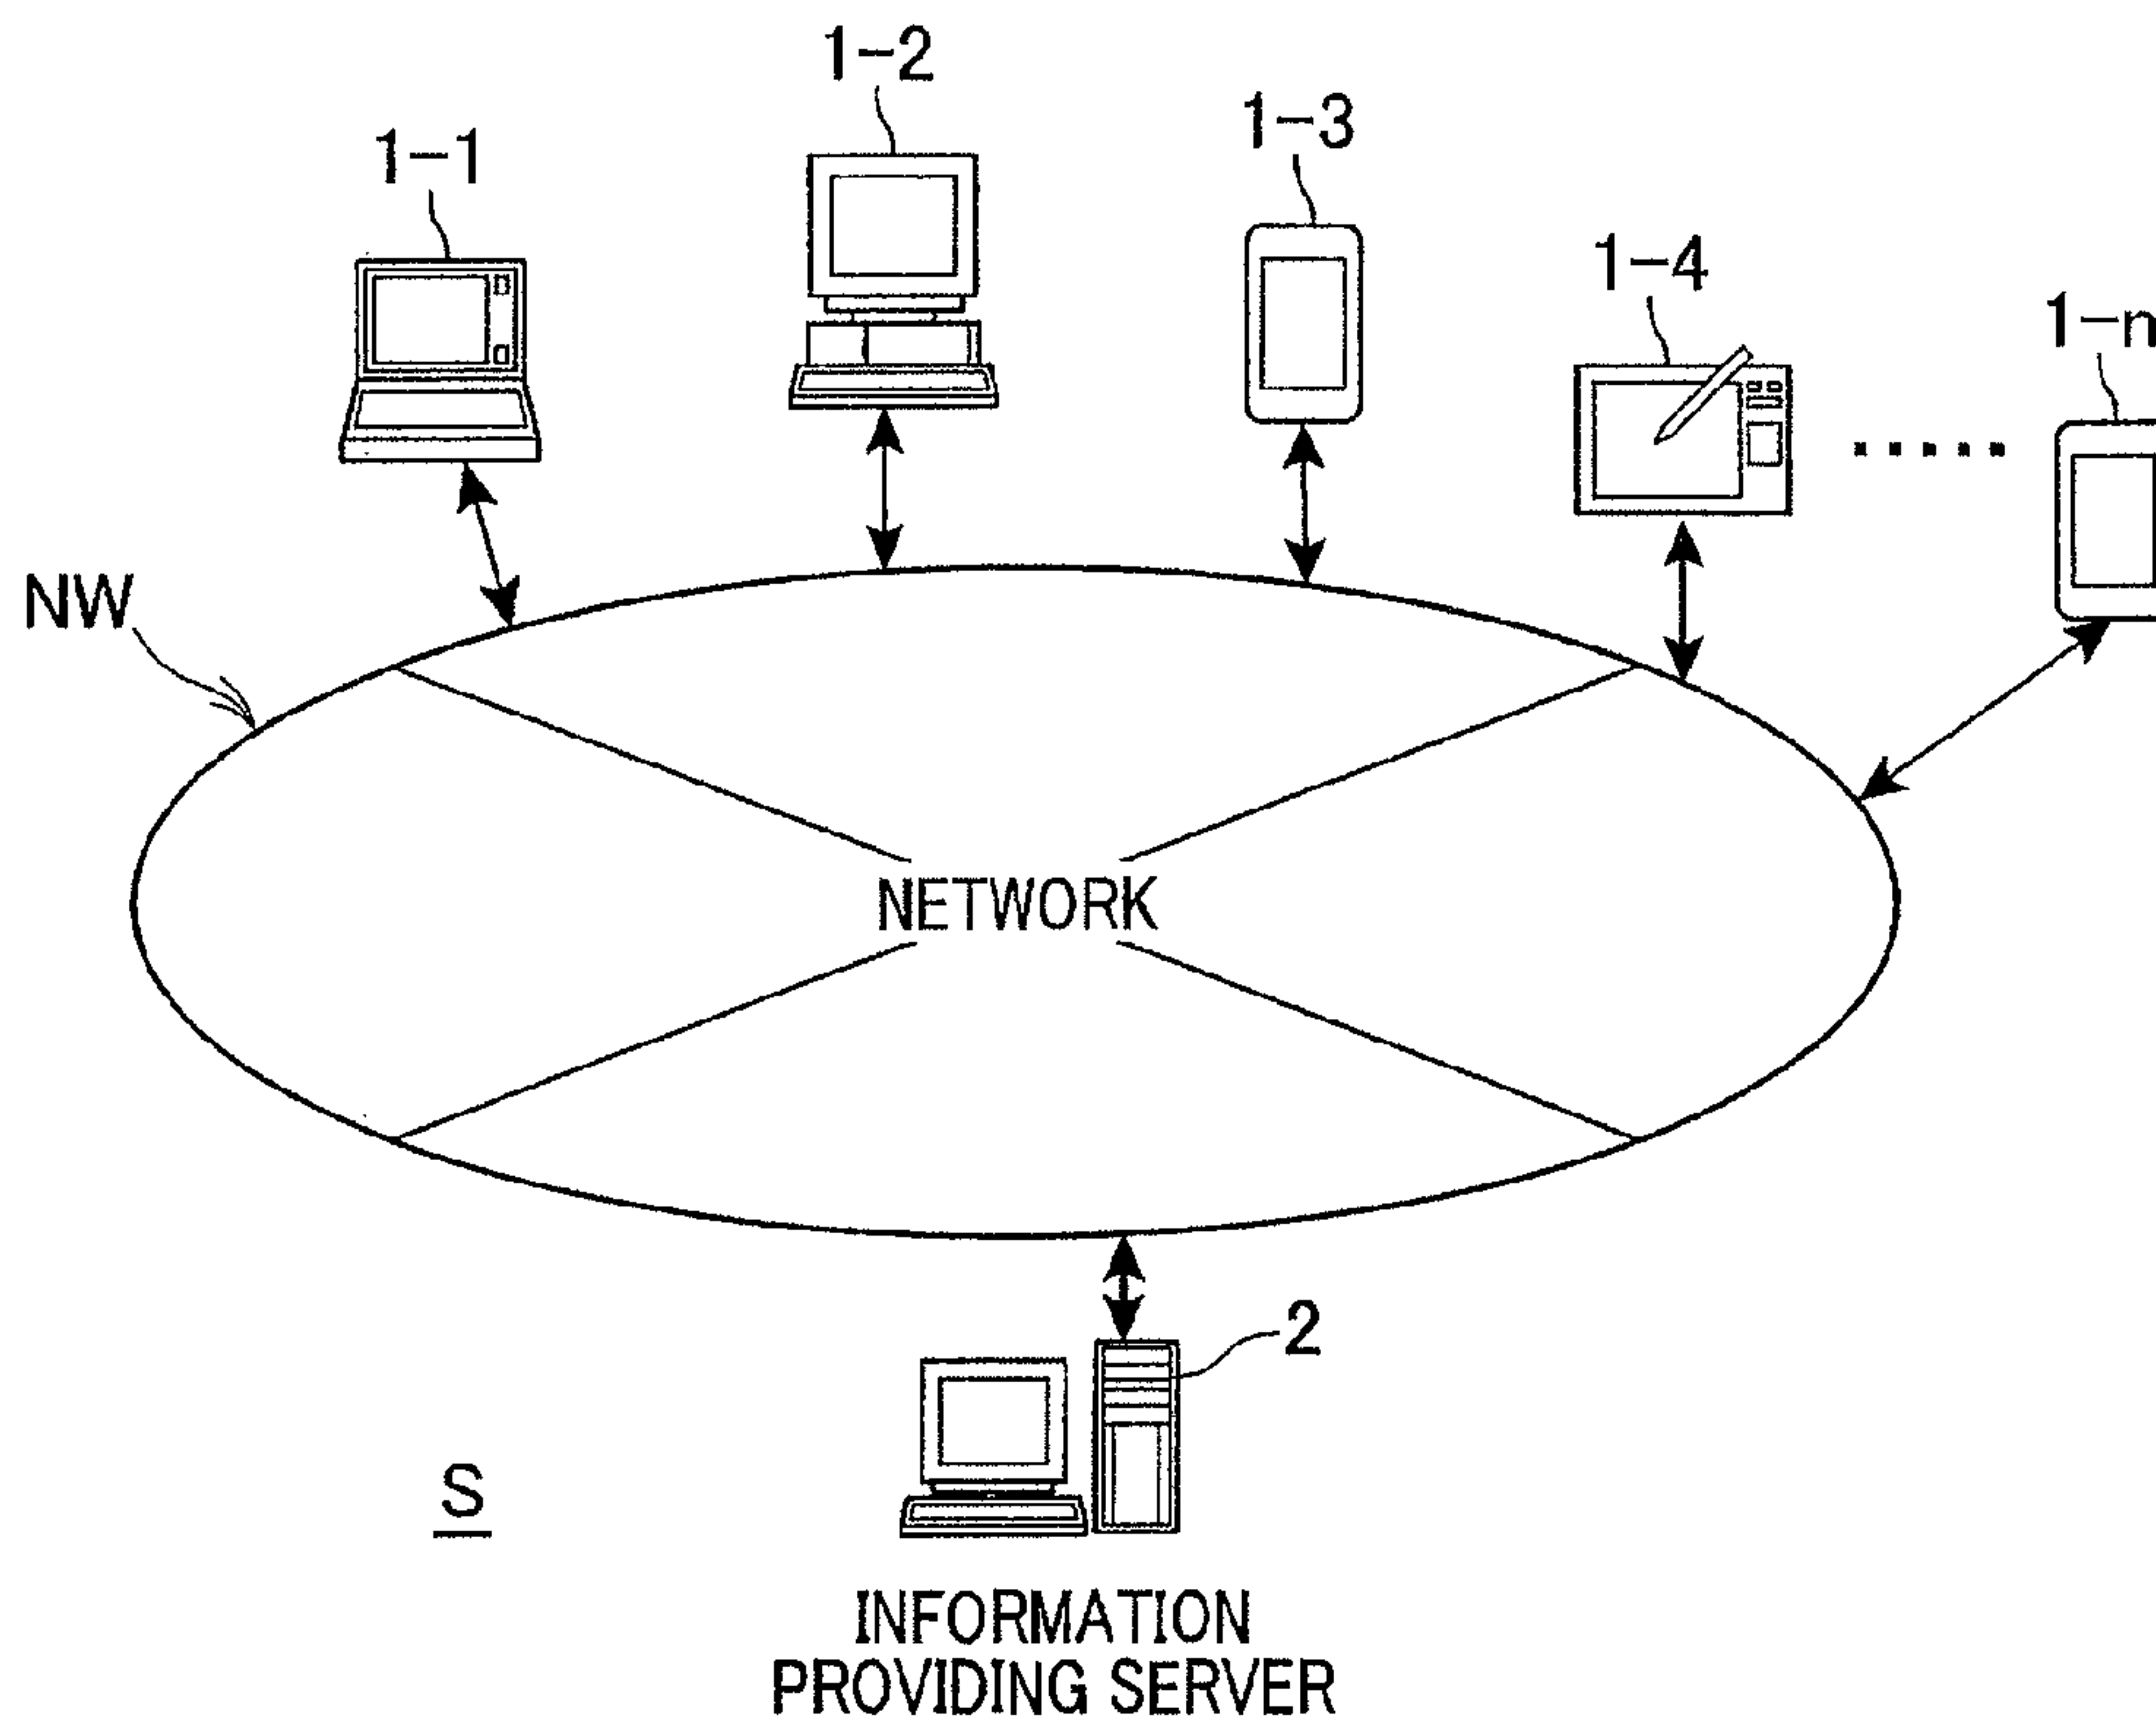 1-2
1-3
1-1
1-4
1-n
NW
NETWORK
2
S
INFORMATION
PROVIDING SERVER